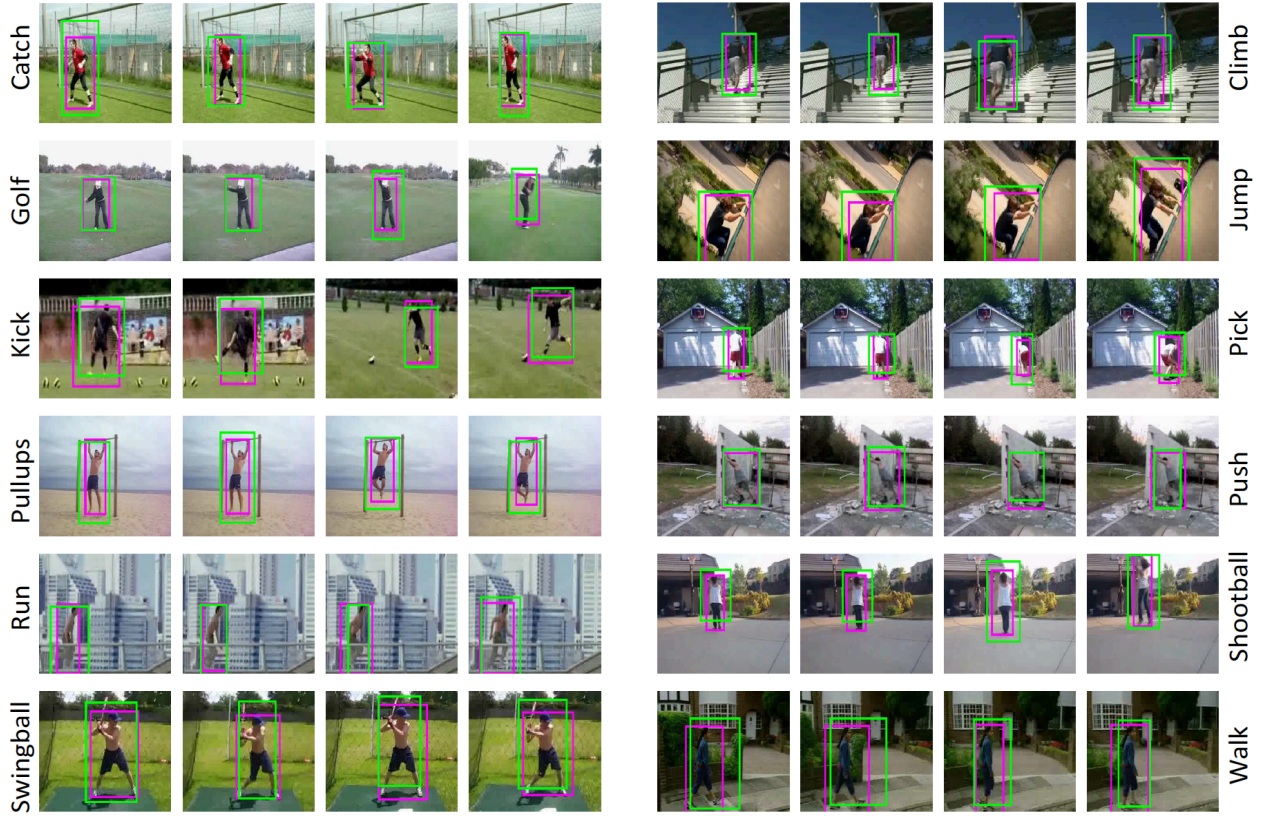 Catch
Climb
Golf
Jump
Kick
Pick
Pullups
Push
Run
Shootball
Swingball
Walk